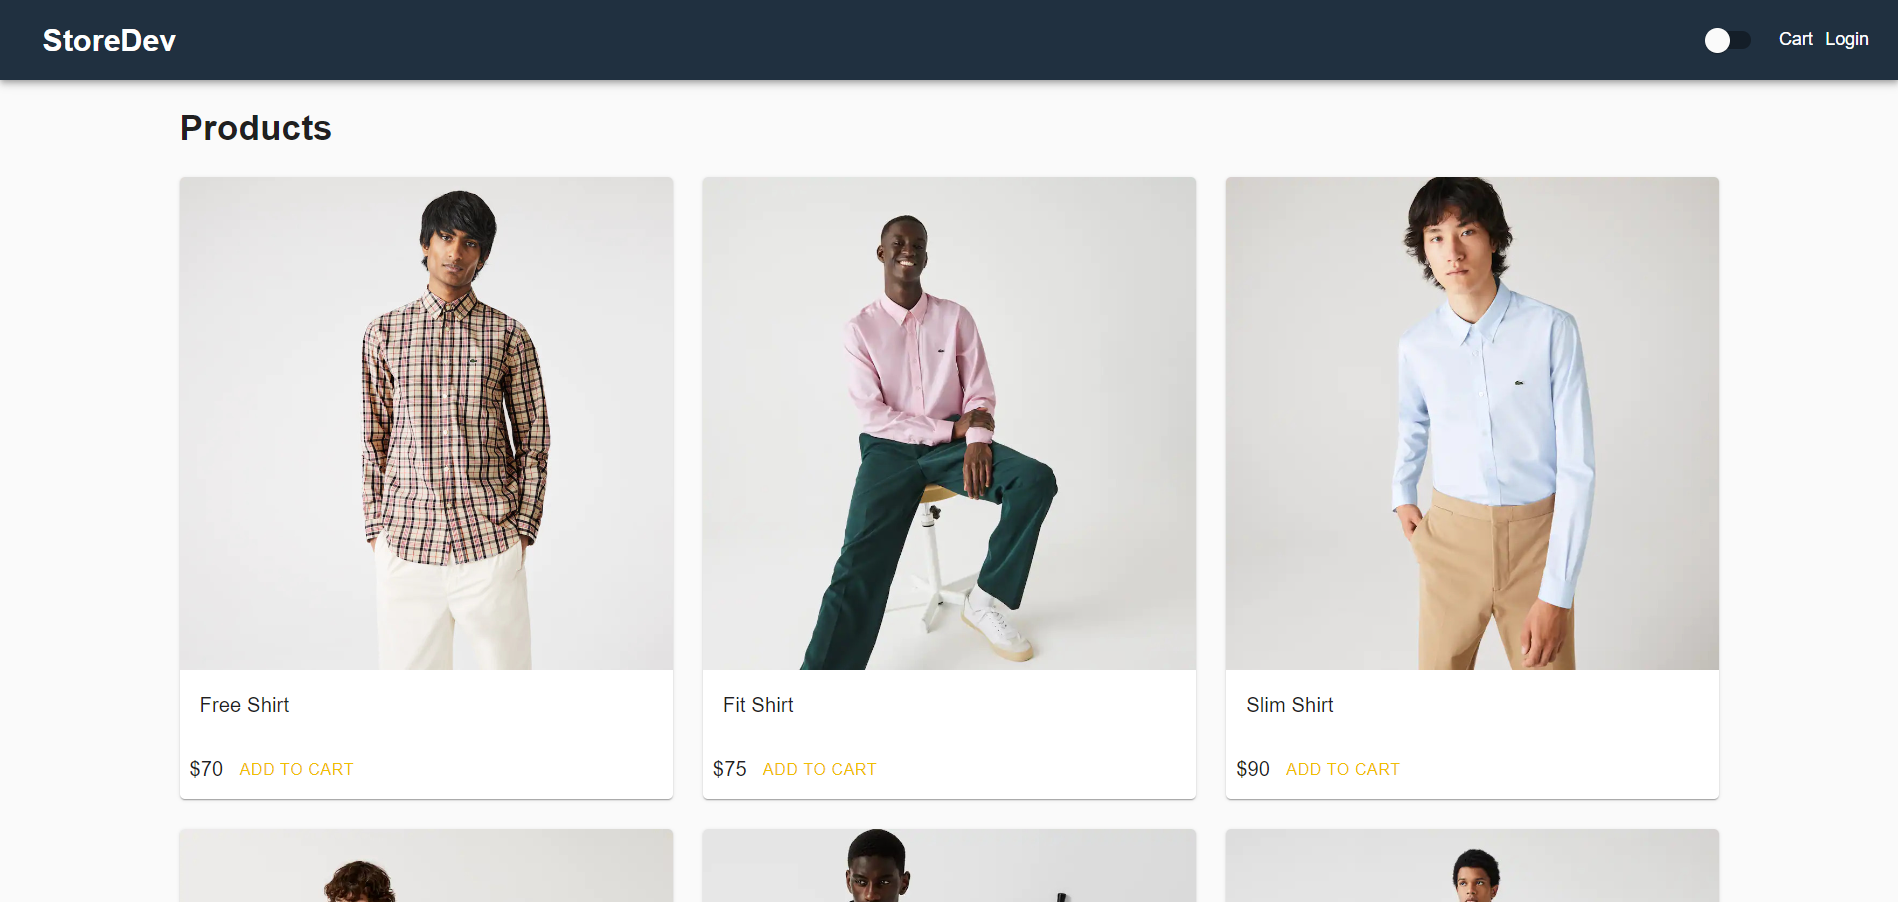 StoreDev
Cart Login
Products
Free Shirt
$70 ADD TO CART
Fit Shirt
$75 ADD TO CART
Slim Shirt
$90 ADD TO CART